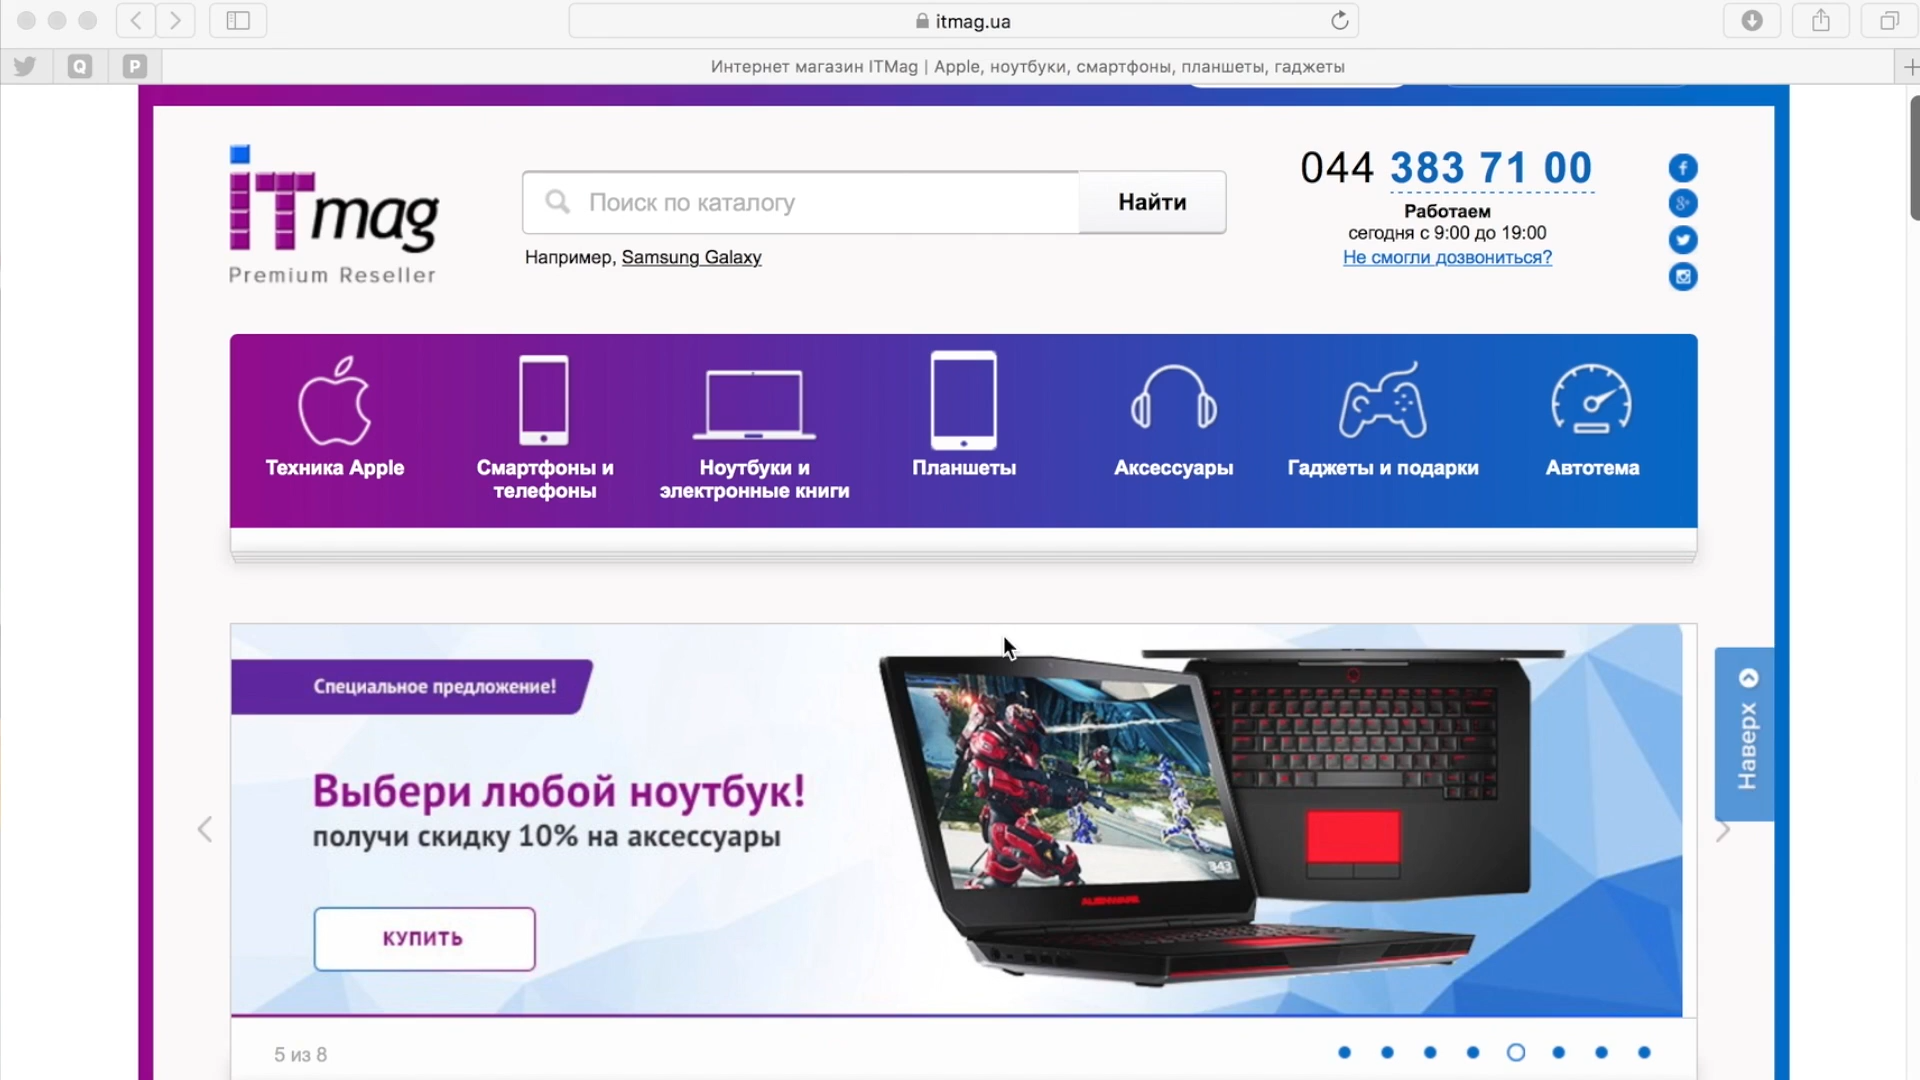 itmag.ua
Q
P
Интернет магазин ITMag | Apple, ноутбуки, смартфоны, планшеты, гаджеты
iTmag
Premium Reseller
Поиск по каталогу
Найти
Например, Samsung Galaxy
044 383 71 00
Работаем
сегодня с 9:00 до 19:00
Не смогли дозвониться?
f
g+
Техника Apple
Смартфоны и
телефоны
Ноутбуки и
электронные книги
Планшеты
Аксессуары
Гаджеты и подарки
Автотема
Специальное предложение!
Выбери любой ноутбук!
получи скидку 10% на аксессуары
КУПИТЬ
343
ALIENWARE
Наверх
5 из 8